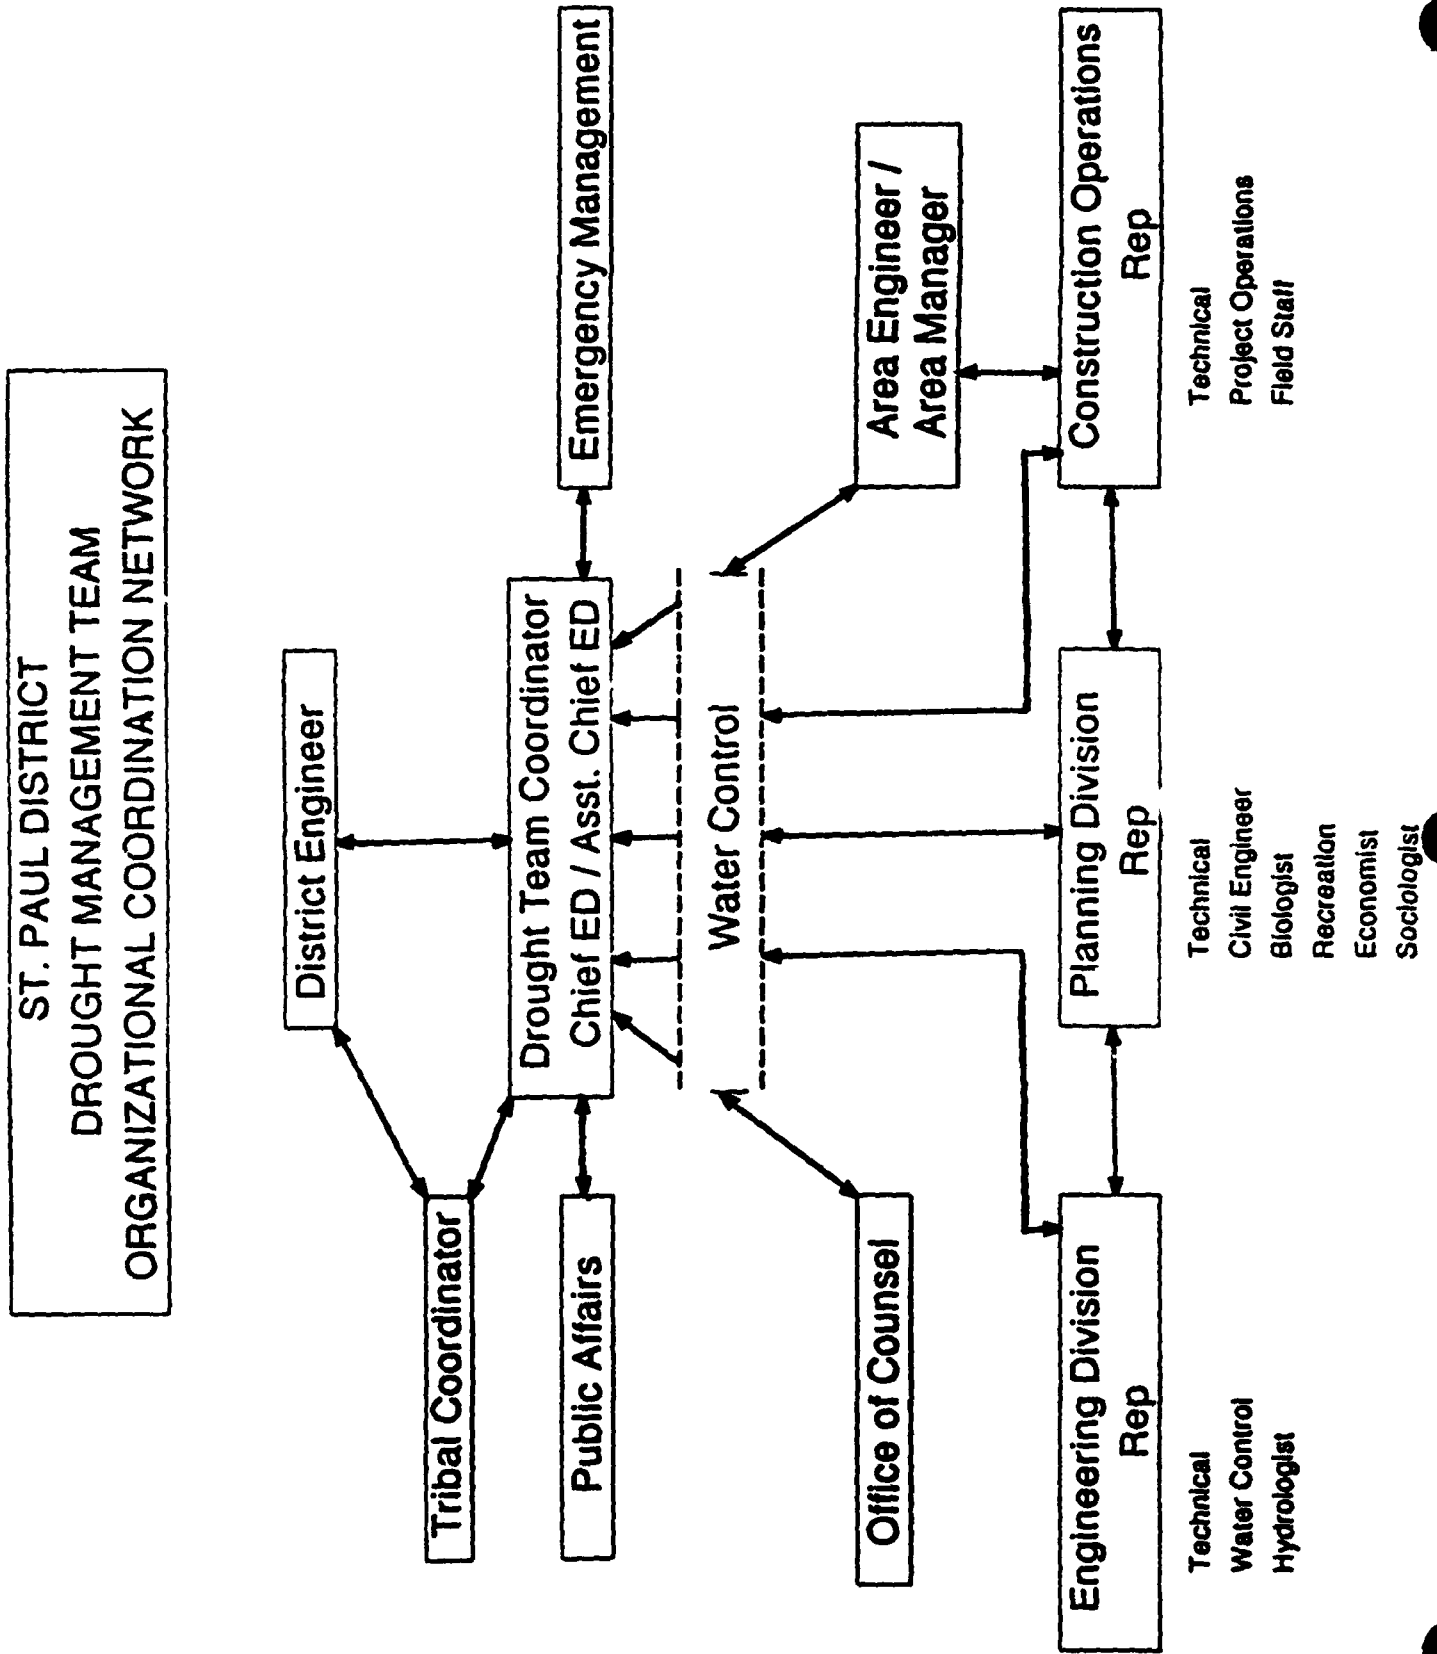 ST. PAUL DISTRICT
DROUGHT MANAGEMENT TEAM
ORGANIZATIONAL COORDINATION NETWORK
District Engineer
Tribal Coordinator
Drought Team Coordinator
Chief ED / Asst. Chief ED
Public Affairs
Emergency Management
Water Control
Office of Counsel
Area Engineer /
Area Manager
Engineering Division
Rep
Technical
Water Control
Hydrologist
Planning Division
Rep
Technical
Civil Engineer
Biologist
Recreation
Economist
Sociologist
Construction Operations
Rep
Technical
Project Operations
Field Staff